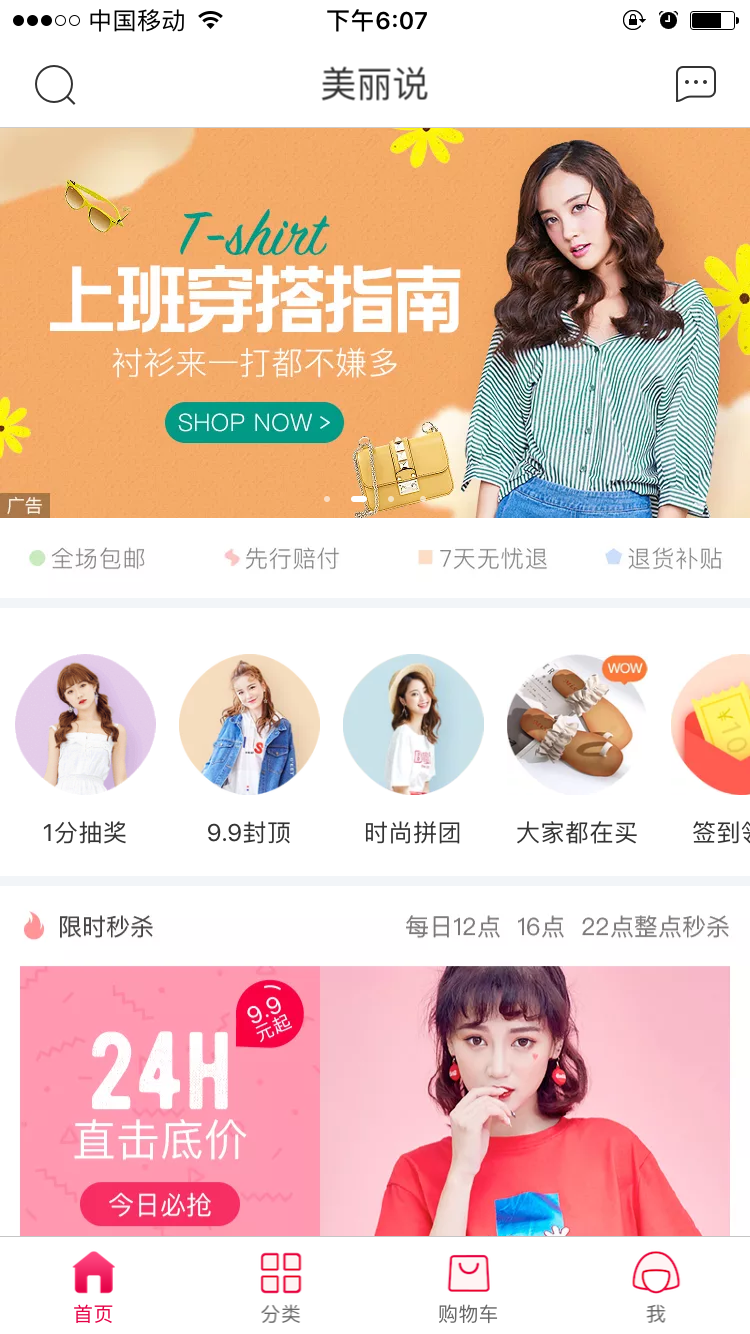 中国移动 下午6:07
美丽说
T-shirt
上班穿搭指南
衬衫来一打都不嫌多
SHOP NOW >
广告
全场包邮 先行赔付 7天无忧退 退货补贴
WOW
1分抽奖 9.9封顶 时尚拼团 大家都在买 签到
限时秒杀 每日12点 16点 22点整点秒杀
9.9
元起
24H
直击底价
今日必抢
首页 分类 购物车 我